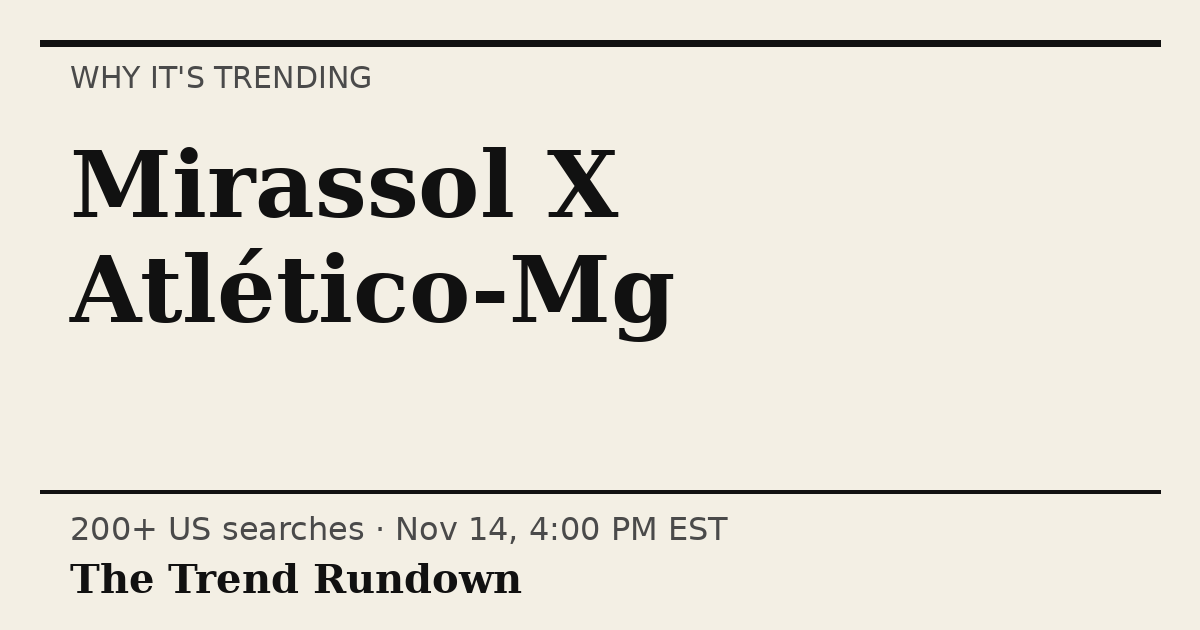 WHY IT'S TRENDING
Mirassol X
Atlético-Mg
200+ US searches · Nov 14, 4:00 PM EST
The Trend Rundown